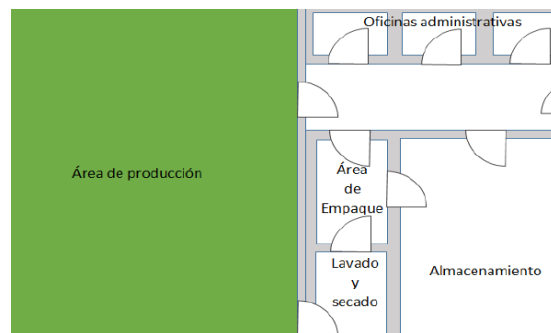 Oficinas administrativas
Área de producción
Área
de
Empaque
Lavado
y
secado
Almacenamiento